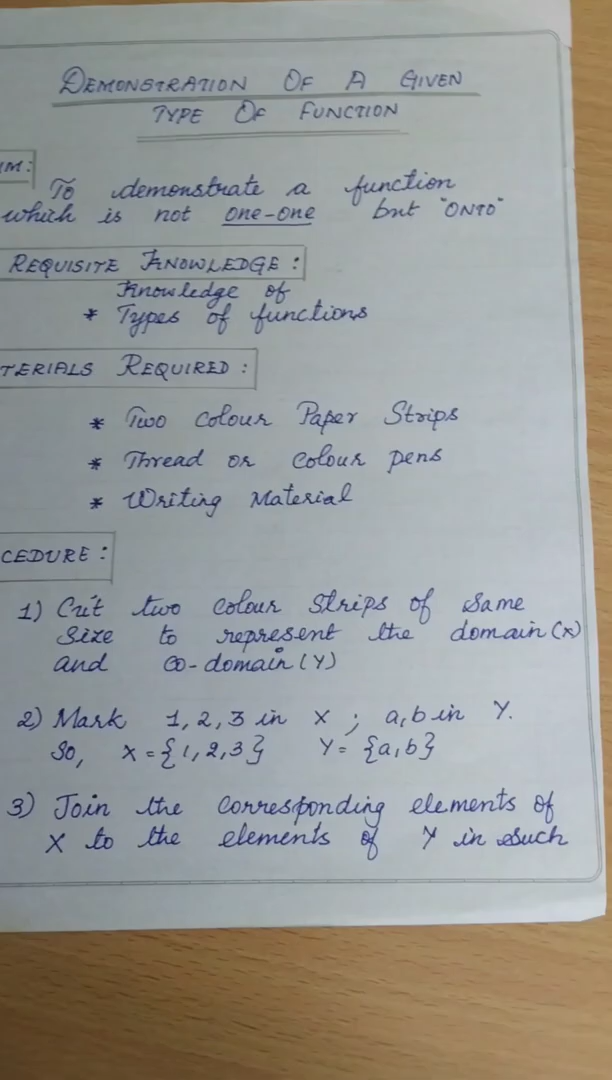 DEMONSTRATION OF A GIVEN
TYPE OF FUNCTION
IM:
To demonstrate a function
which is not one-one but "ONTO"
REQUISITE KNOWLEDGE:
Knowledge of
* Types of functions
TERIALS REQUIRED:
* Two Colour Paper Strips
* Thread or Colour pens
* Writing Material
CEDURE:
1) Cut two colour strips of same
size to represent the domain (X)
and co-domain (Y)
2) Mark 1, 2, 3 in X ; a, b in Y.
So, X = {1, 2, 3} Y = {a, b}
3) Join the corresponding elements of
X to the elements of Y in such